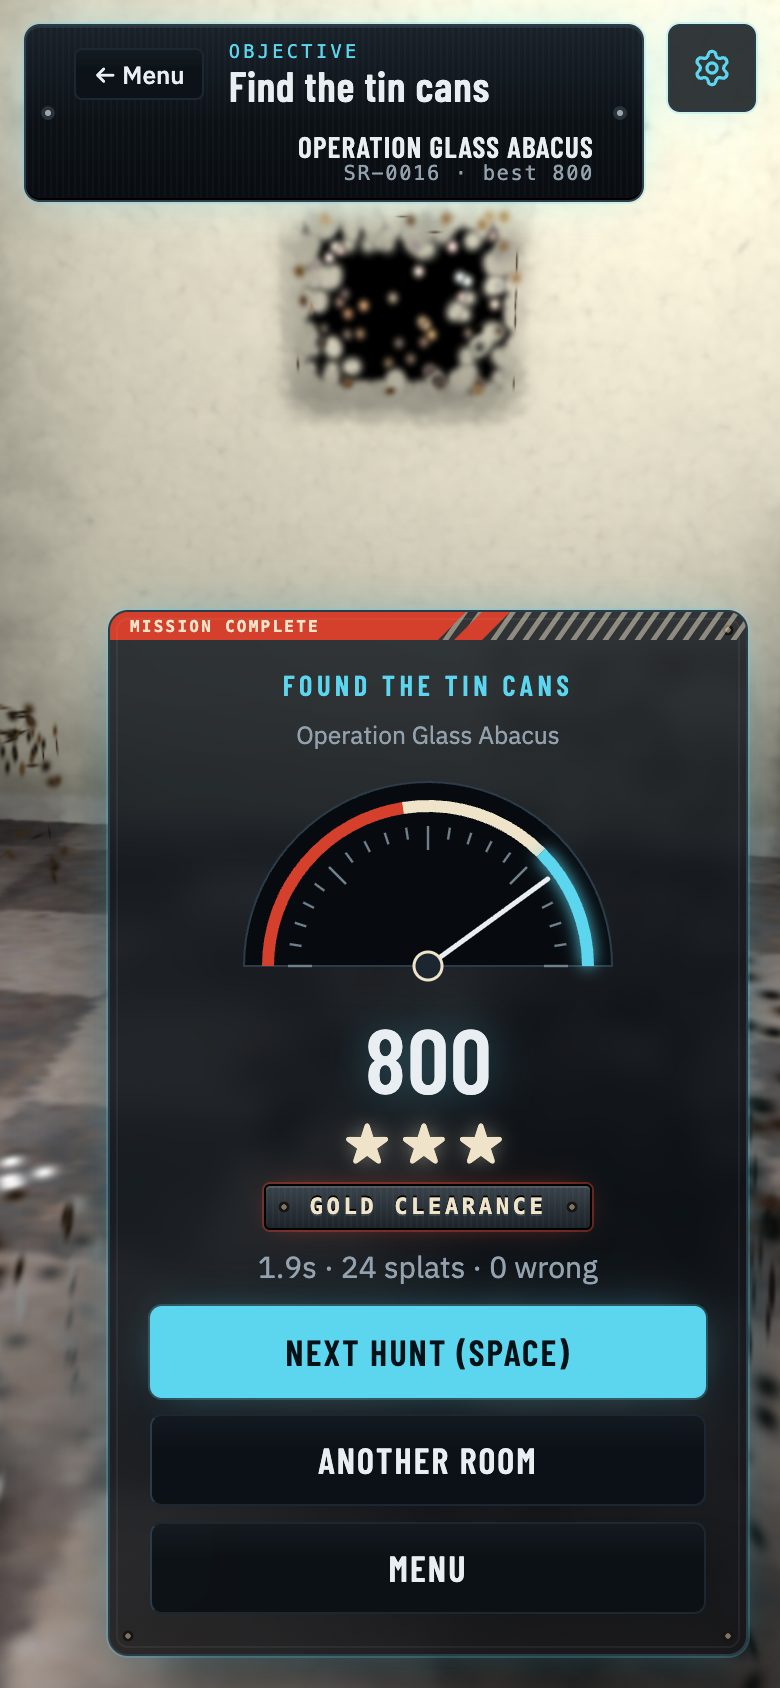 ← Menu
OBJECTIVE
Find the tin cans
OPERATION GLASS ABACUS
SR-0016 · best 800
MISSION COMPLETE
FOUND THE TIN CANS
Operation Glass Abacus
800
GOLD CLEARANCE
1.9s · 24 splats · 0 wrong
NEXT HUNT (SPACE)
ANOTHER ROOM
MENU